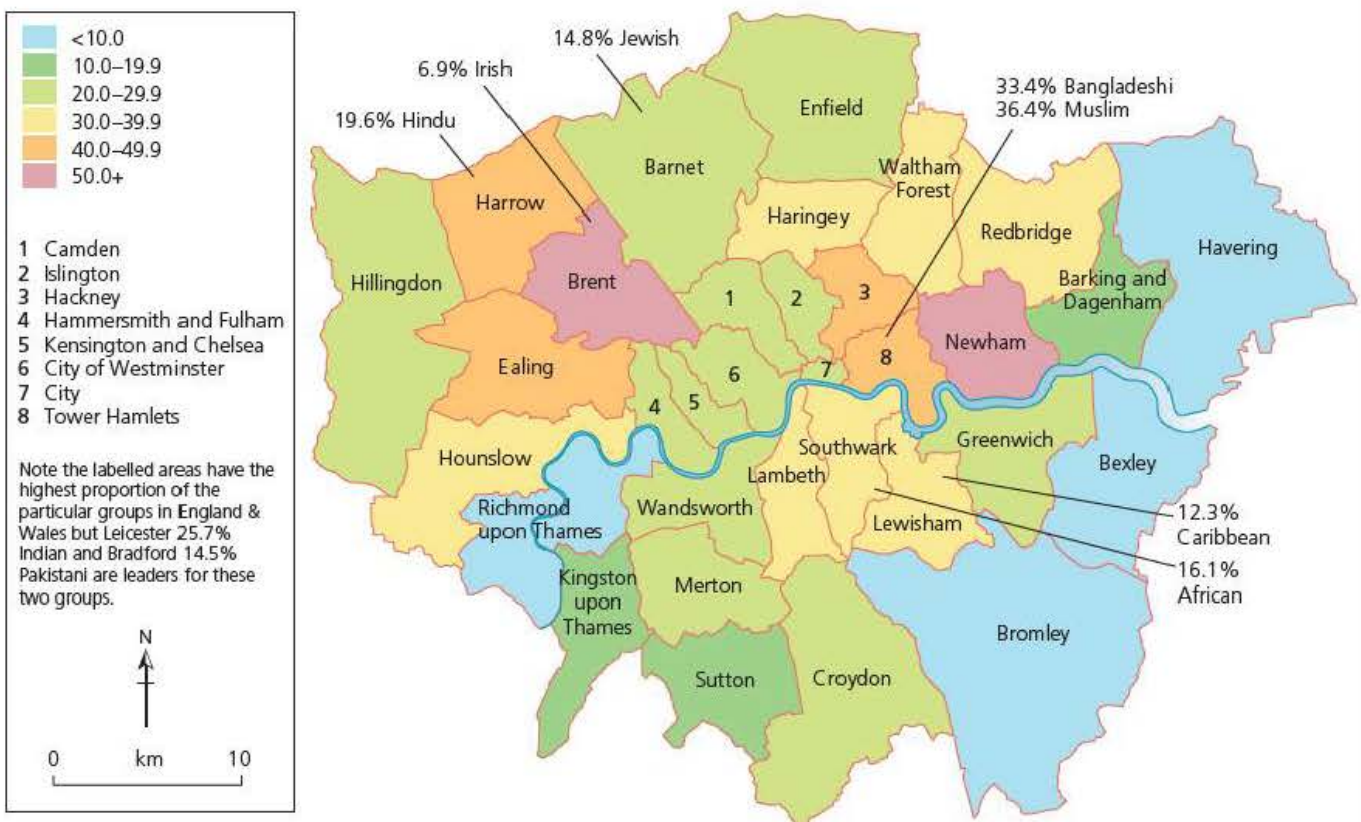 <10.0
10.0–19.9
20.0–29.9
30.0–39.9
40.0–49.9
50.0+
1 Camden
2 Islington
3 Hackney
4 Hammersmith and Fulham
5 Kensington and Chelsea
6 City of Westminster
7 City
8 Tower Hamlets
Note the labelled areas have the
highest proportion of the
particular groups in England &
Wales but Leicester 25.7%
Indian and Bradford 14.5%
Pakistani are leaders for these
two groups.
N
0 km 10
14.8% Jewish
6.9% Irish
19.6% Hindu
33.4% Bangladeshi
36.4% Muslim
Enfield
Barnet
Waltham
Forest
Harrow
Haringey
Redbridge
Havering
Hillingdon
Brent
Barking and
Dagenham
1
2
3
Newham
Ealing
6
7
8
4
5
Hounslow
Greenwich
Southwark
Lambeth
Bexley
Richmond
upon Thames
Wandsworth
Lewisham
12.3%
Caribbean
16.1%
African
Kingston
upon
Thames
Merton
Bromley
Sutton
Croydon